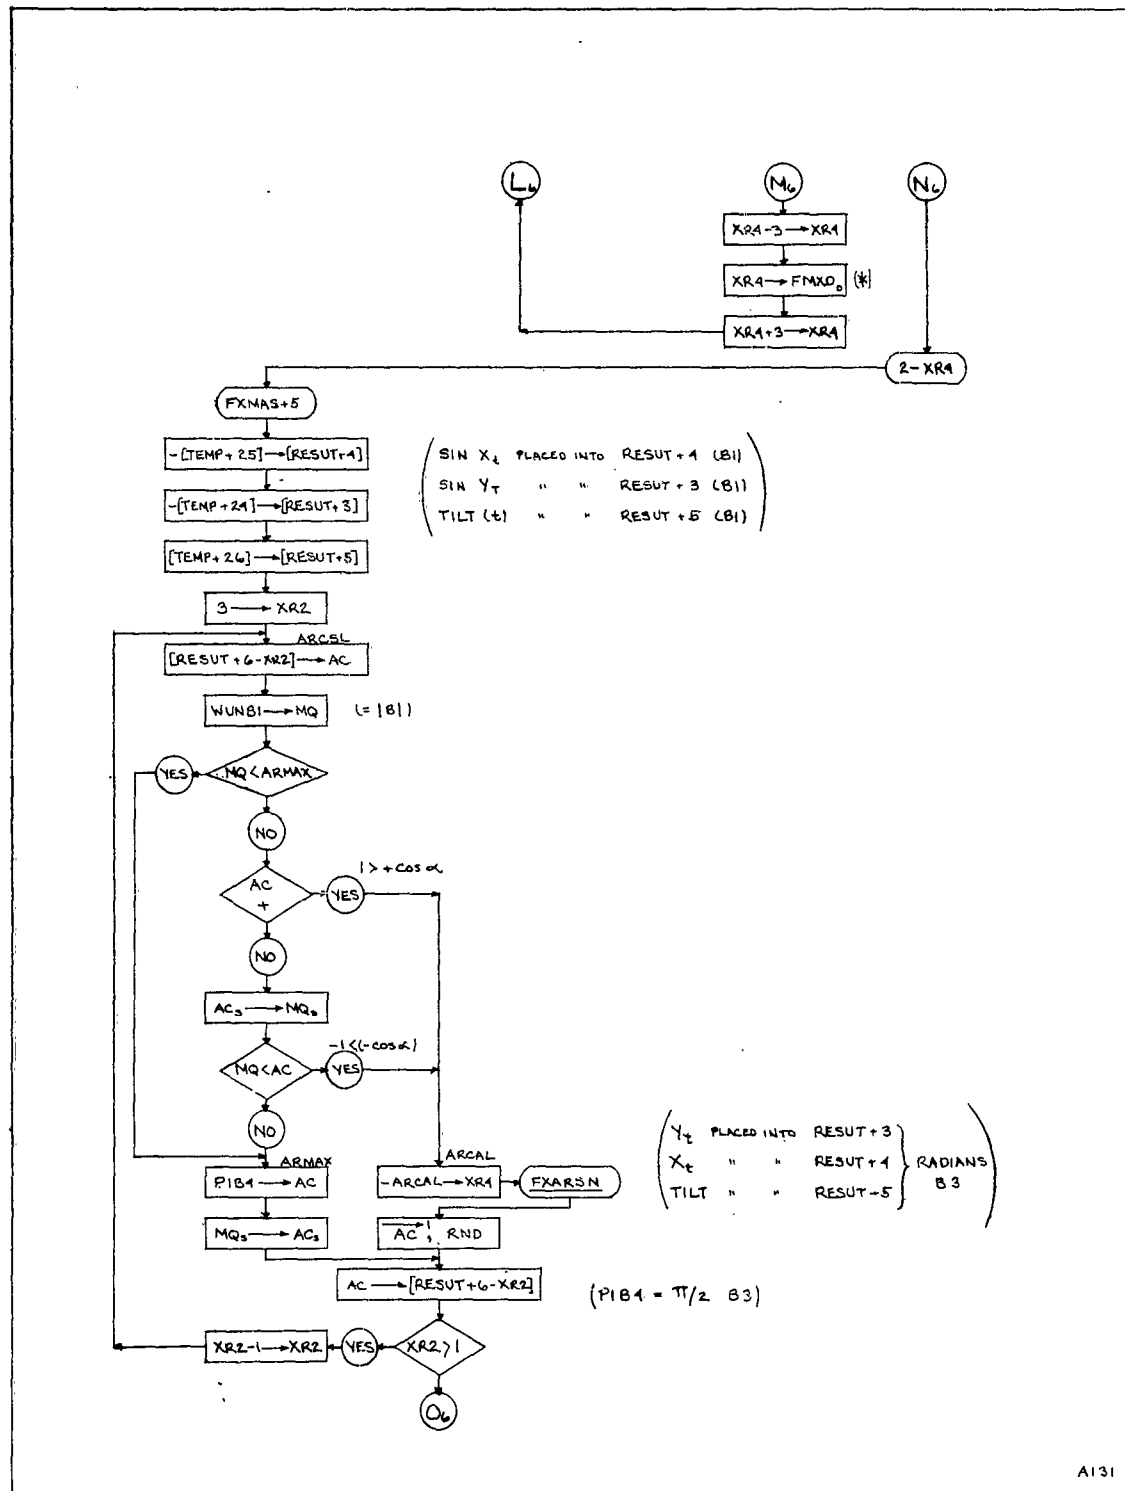 L6 M6 N6
XR4-3→XR4
XR4→FMXD0 (*)
XR4+3→XR4
2-XR4
FXMAS+5
-[TEMP+25]→[RESUT+4]
-[TEMP+24]→[RESUT+3]
[TEMP+26]→[RESUT+5]
SIN Xt PLACED INTO RESUT+4 (B1)
SIN YT " " RESUT+3 (B1)
TILT (t) " " RESUT+5 (B1)
3→XR2
ARCSL
[RESUT+6-XR2]→AC
WUNB1→MQ (=1B1)
MQ<ARMAX
YES
NO
AC
+
YES
1>+COS α
NO
ACs→MQs
MQ<AC
YES
-1<(-COS α)
NO
ARMAX
PIB4→AC
MQs→ACs
ARCAL
-ARCAL→XR4
FXARSN
AC 1, RND
Yt PLACED INTO RESUT+3
Xt " " RESUT+4
TILT " " RESUT+5
RADIANS
B3
AC→[RESUT+6-XR2]
(PIB4 = π/2 B3)
XR2>1
YES
XR2-1→XR2
O6
A131